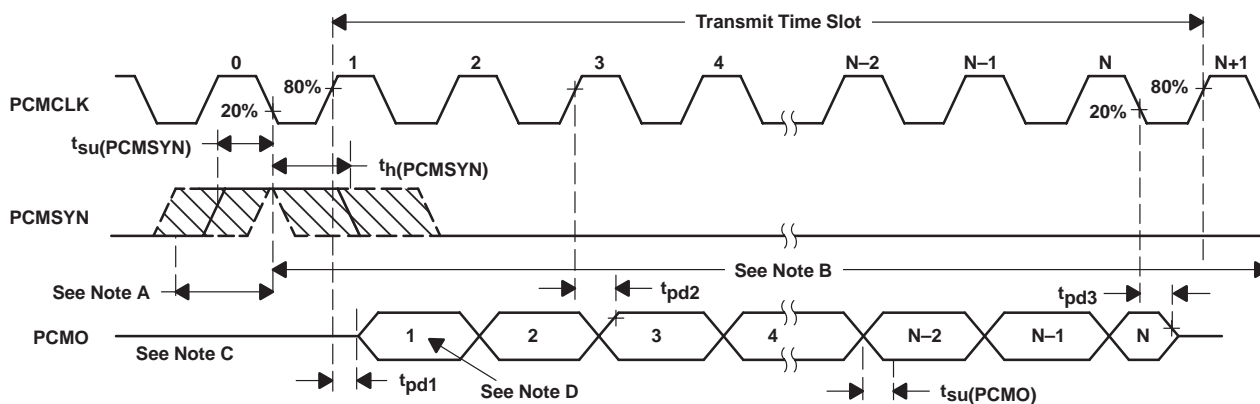 Transmit Time Slot
0 1 2 3 4 N–2 N–1 N N+1
PCMCLK
80% 80%
20% 20%
tsu(PCMSYN)
th(PCMSYN)
PCMSYN
See Note B
See Note A
tpd2
tpd3
PCMO
1 2 3 4 N–2 N–1 N
See Note C
tpd1
See Note D
tsu(PCMO)